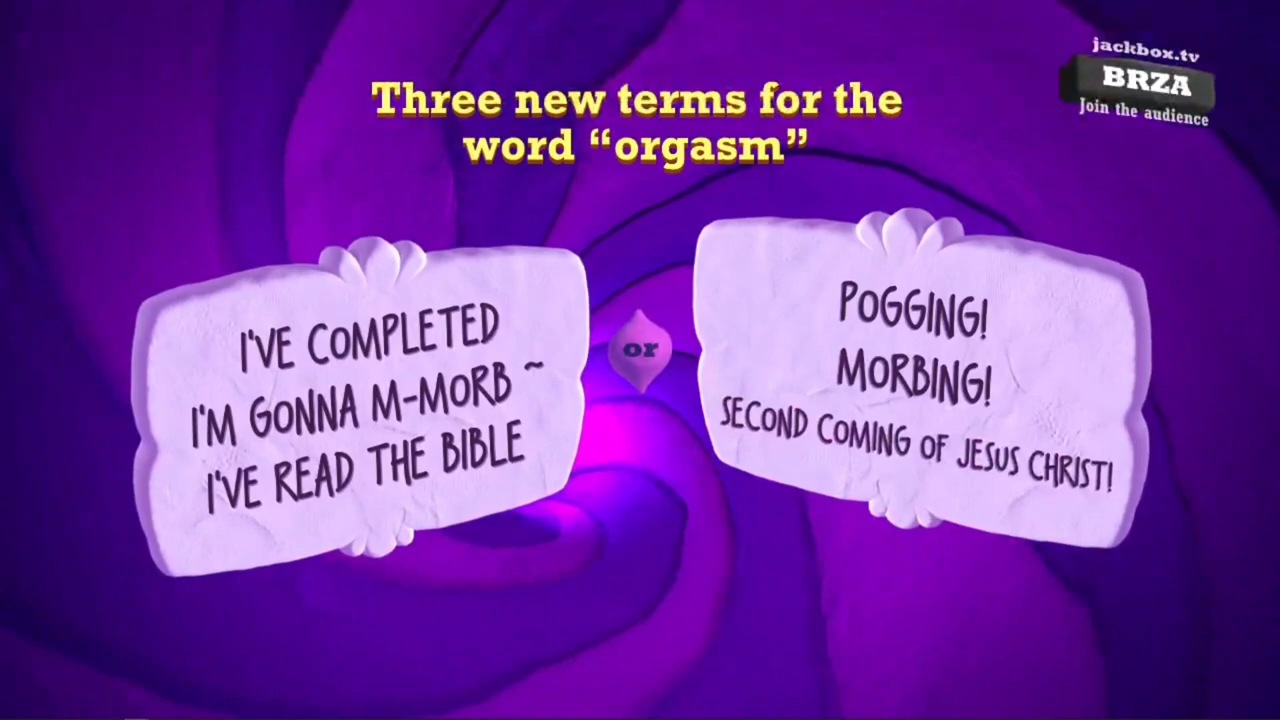 jackbox.tv
BRZA
Join the audience
Three new terms for the
word “orgasm”
I'VE COMPLETED
I'M GONNA M-MORB ~
I'VE READ THE BIBLE
or
POGGING!
MORBING!
SECOND COMING OF JESUS CHRIST!